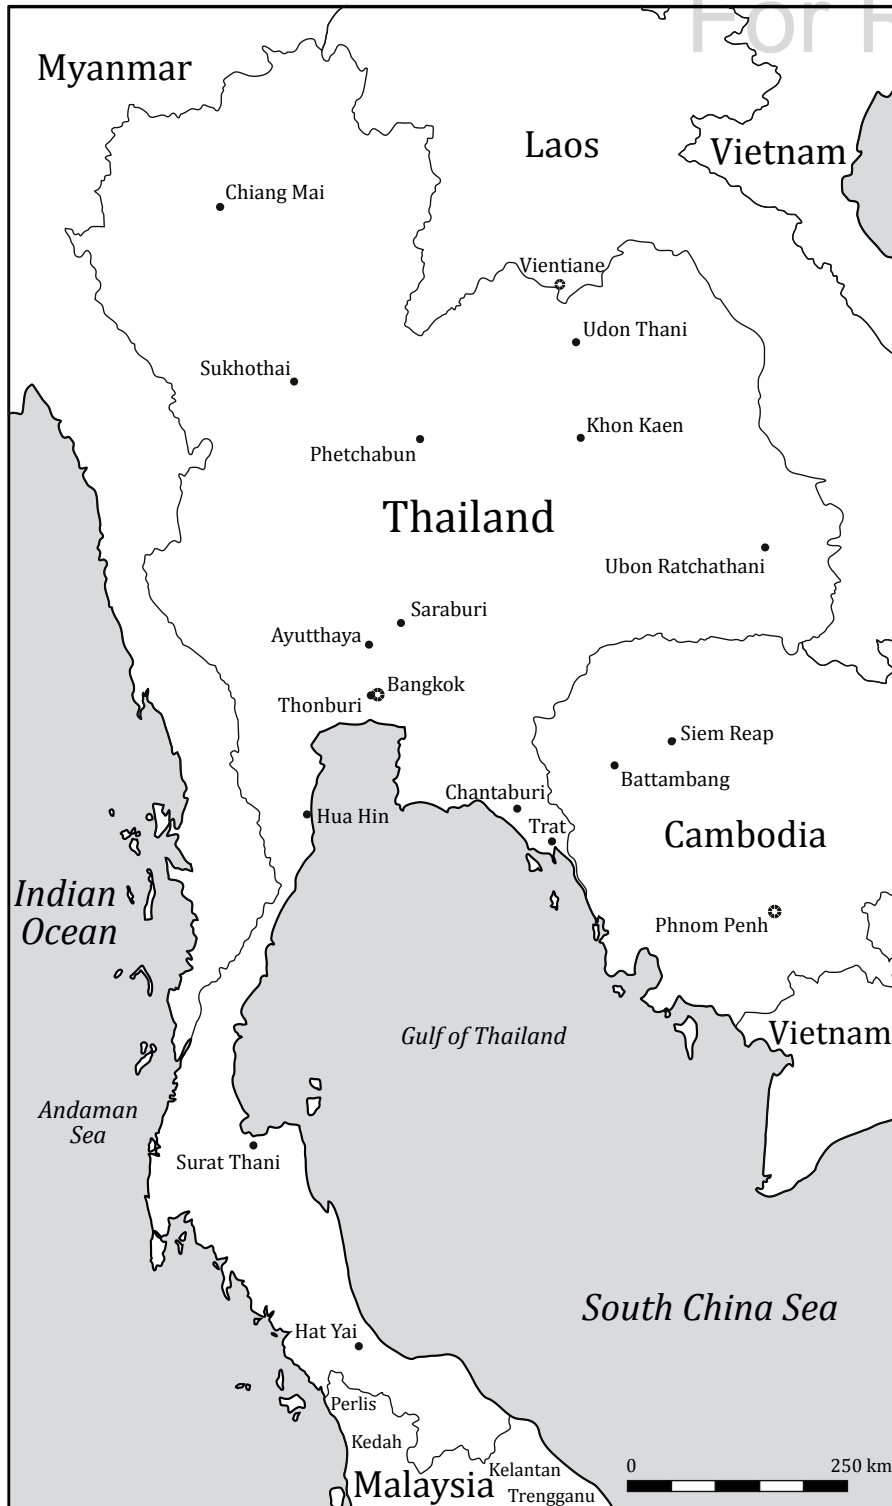 For R
Myanmar
Laos
Vietnam
Chiang Mai
Vientiane
Udon Thani
Sukhothai
Khon Kaen
Phetchabun
Thailand
Ubon Ratchathani
Saraburi
Ayutthaya
Bangkok
Thonburi
Siem Reap
Battambang
Chantaburi
Hua Hin
Trat
Cambodia
Indian
Ocean
Phnom Penh
Gulf of Thailand
Vietnam
Andaman
Sea
Surat Thani
South China Sea
Hat Yai
Perlis
Kedah
Kelantan
Malaysia
Trengganu
0 250 km